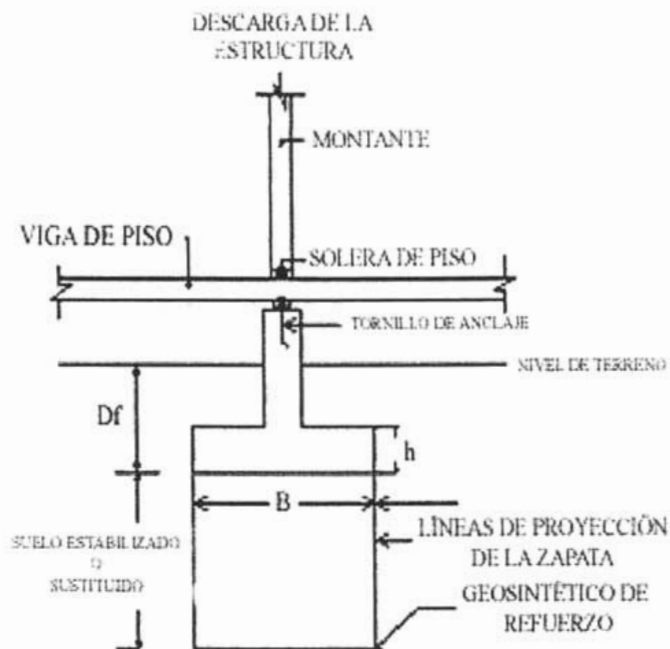 DESCARGA DE LA
ESTRUCTURA
MONTANTE
VIGA DE PISO
SOLERA DE PISO
TORNILLO DE ANCLAJE
NIVEL DE TERRENO
Df
h
B
SUELO ESTABILIZADO
O
SUSTITUIDO
LÍNEAS DE PROYECCIÓN
DE LA ZAPATA
GEOSINTÉTICO DE
REFUERZO